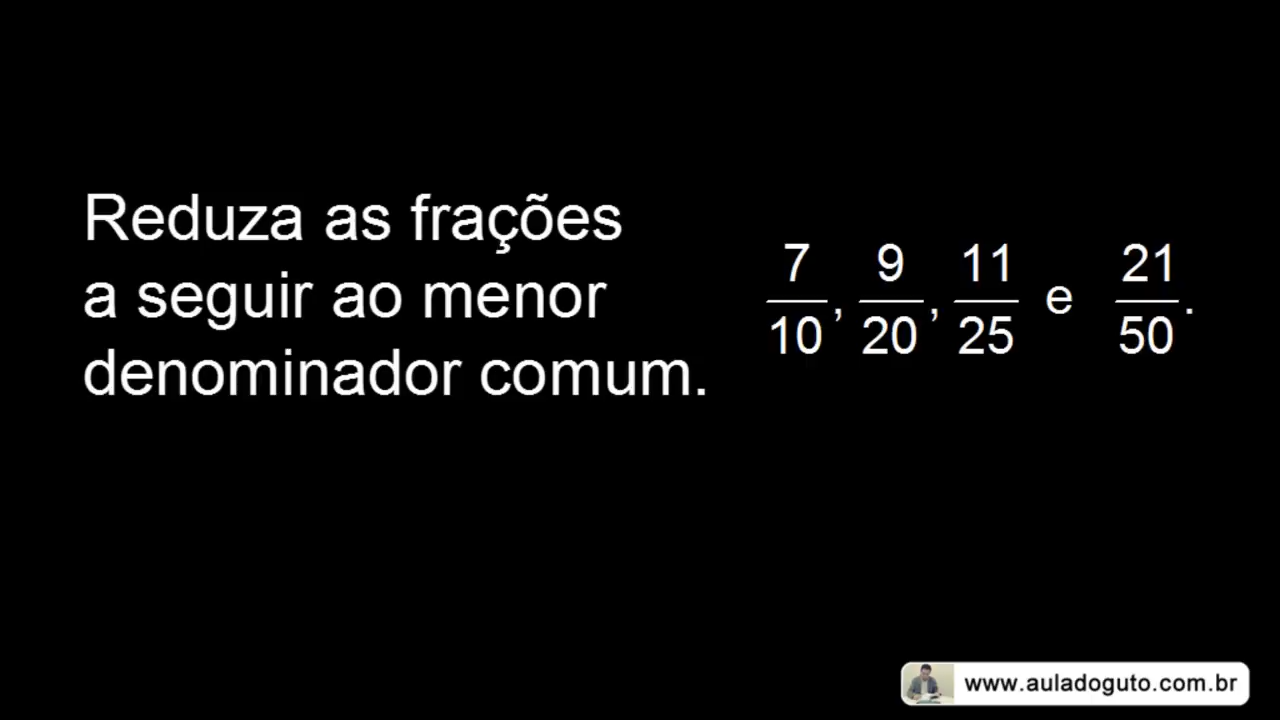 Reduza as frações
a seguir ao menor
denominador comum.
7/10, 9/20, 11/25 e 21/50.
www.auladoguto.com.br